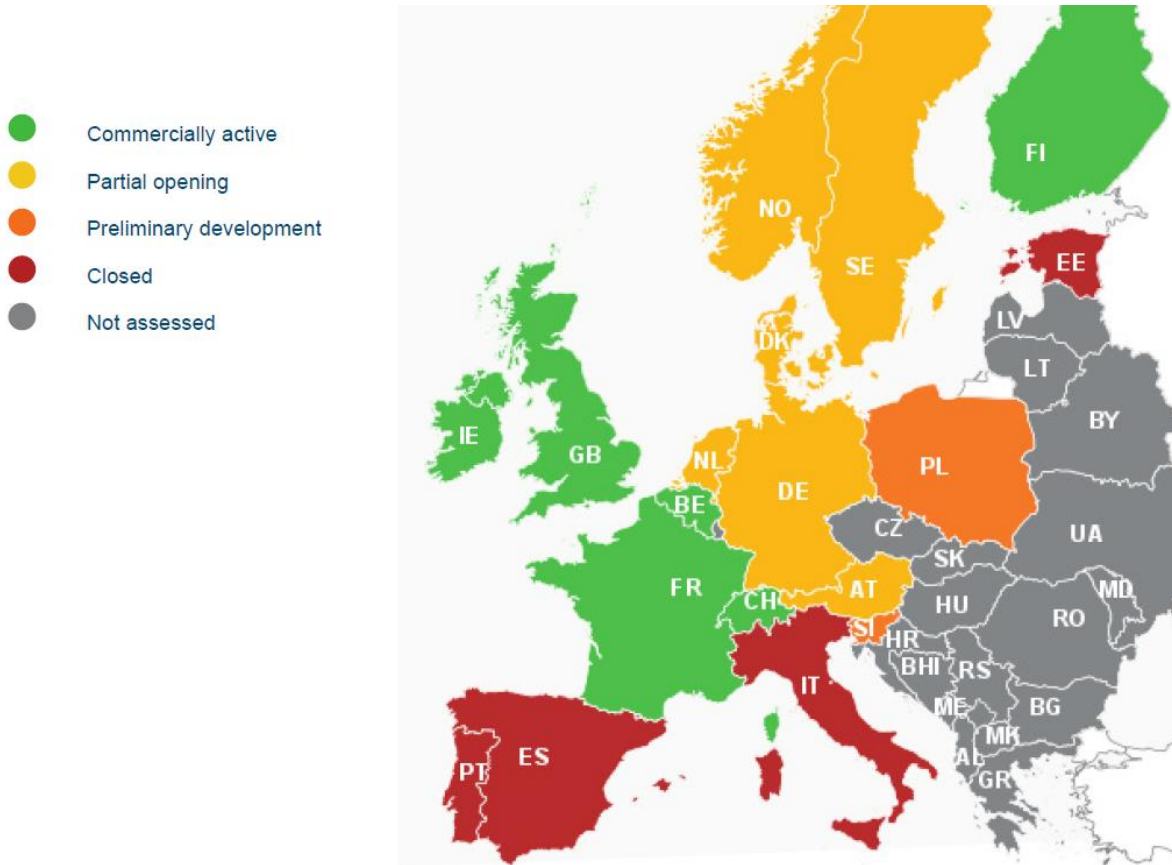 Commercially active
Partial opening
Preliminary development
Closed
Not assessed
FI
NO
SE
EE
DK
LV
LT
IE
GB
NL
BY
BE
DE
PL
CZ
UA
SK
FR
CH
AT
HU
MD
SI
HR
RO
BHI
RS
IT
ME
BG
MK
ES
PT
AL
GR